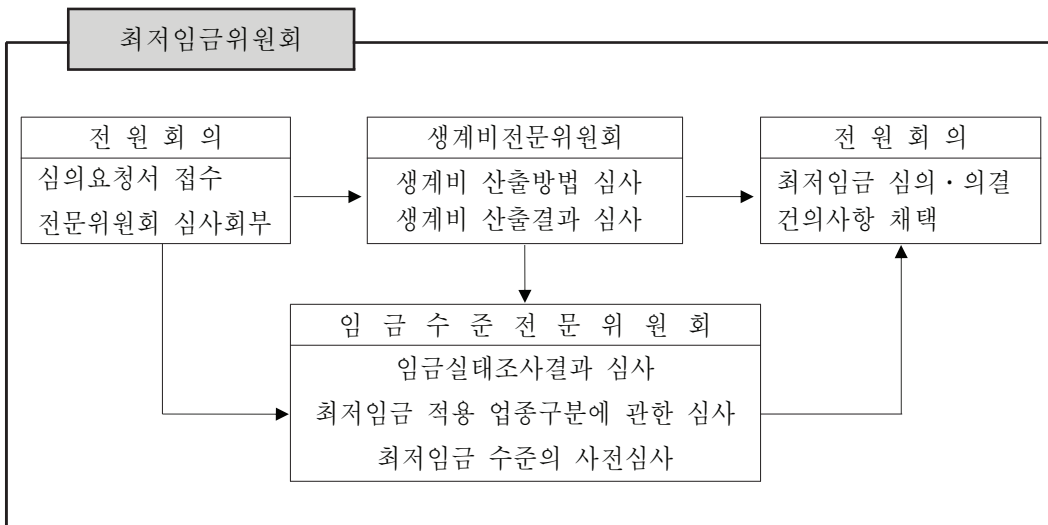 최저임금위원회
전 원 회 의
심의요청서 접수
전문위원회 심사회부
생계비전문위원회
생계비 산출방법 심사
생계비 산출결과 심사
전 원 회 의
최저임금 심의·의결
건의사항 채택
임 금 수 준 전 문 위 원 회
임금실태조사결과 심사
최저임금 적용 업종구분에 관한 심사
최저임금 수준의 사전심사